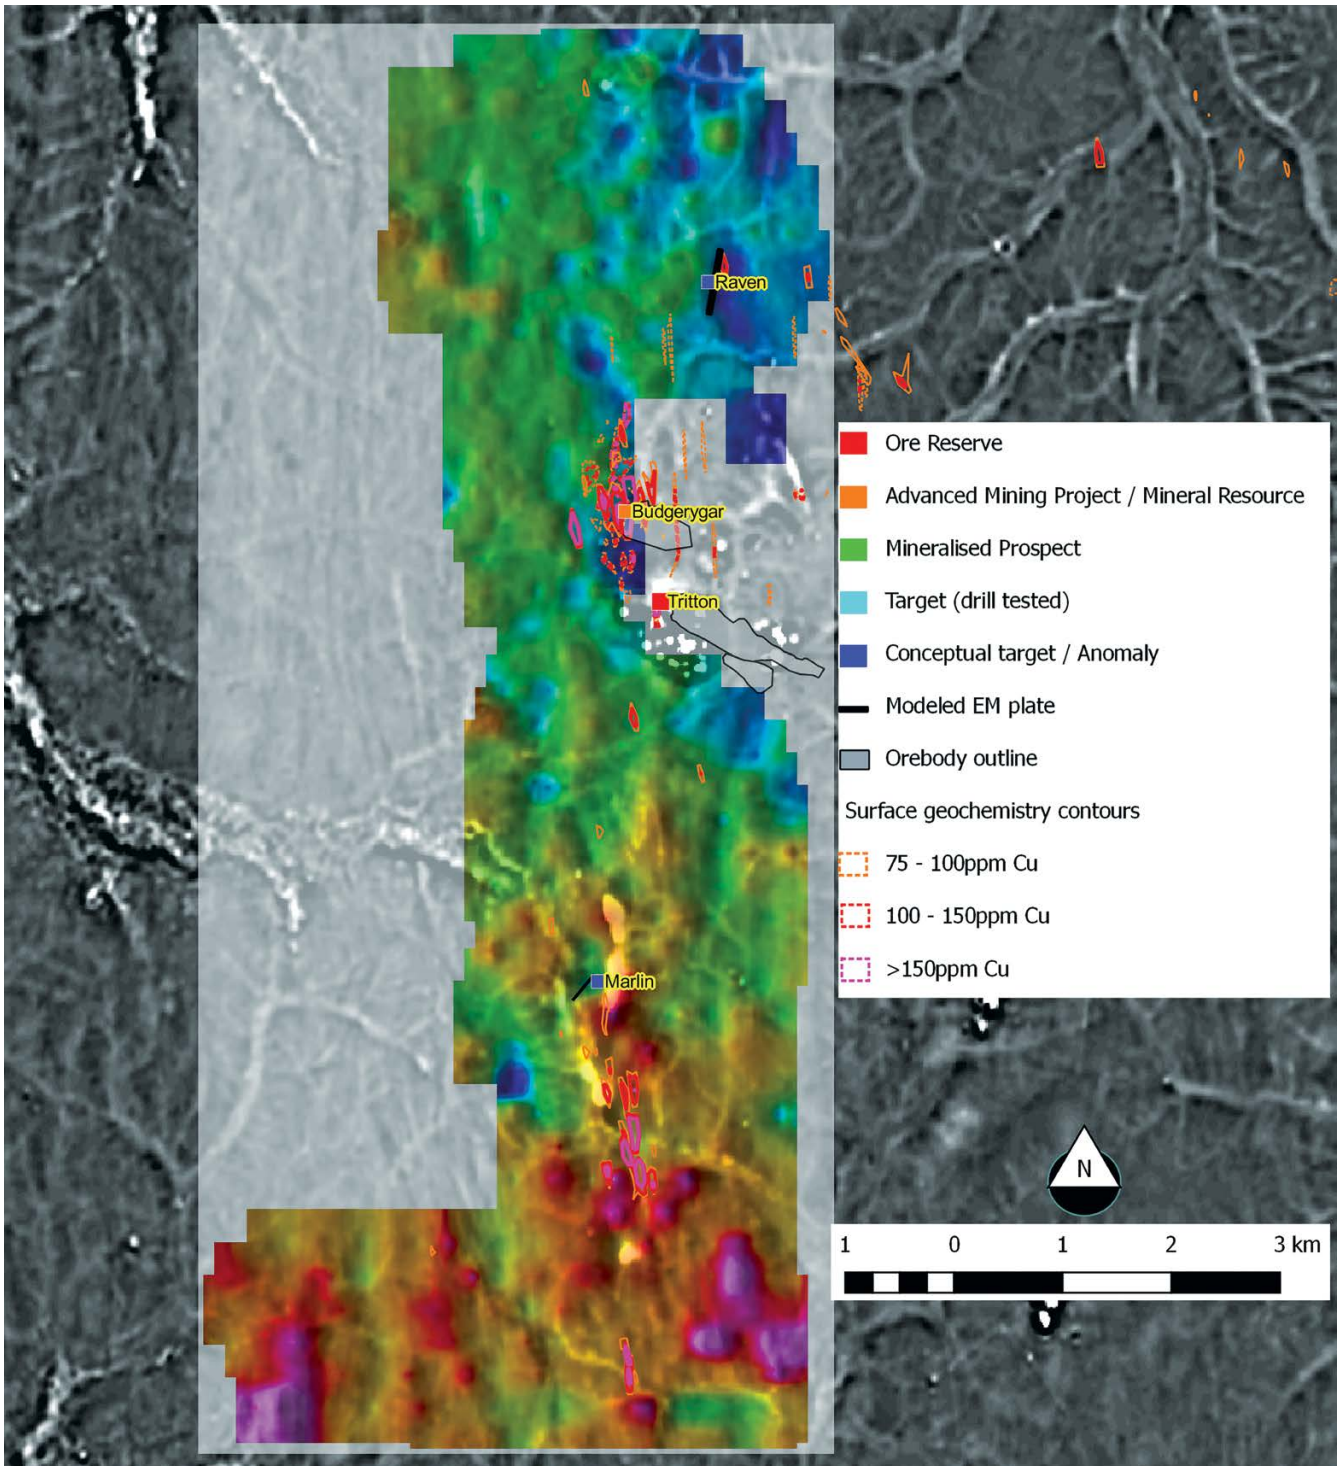 Raven
Budgerygar
Tritton
Marlin
Ore Reserve
Advanced Mining Project / Mineral Resource
Mineralised Prospect
Target (drill tested)
Conceptual target / Anomaly
Modeled EM plate
Orebody outline
Surface geochemistry contours
75 - 100ppm Cu
100 - 150ppm Cu
>150ppm Cu
N
1 0 1 2 3 km